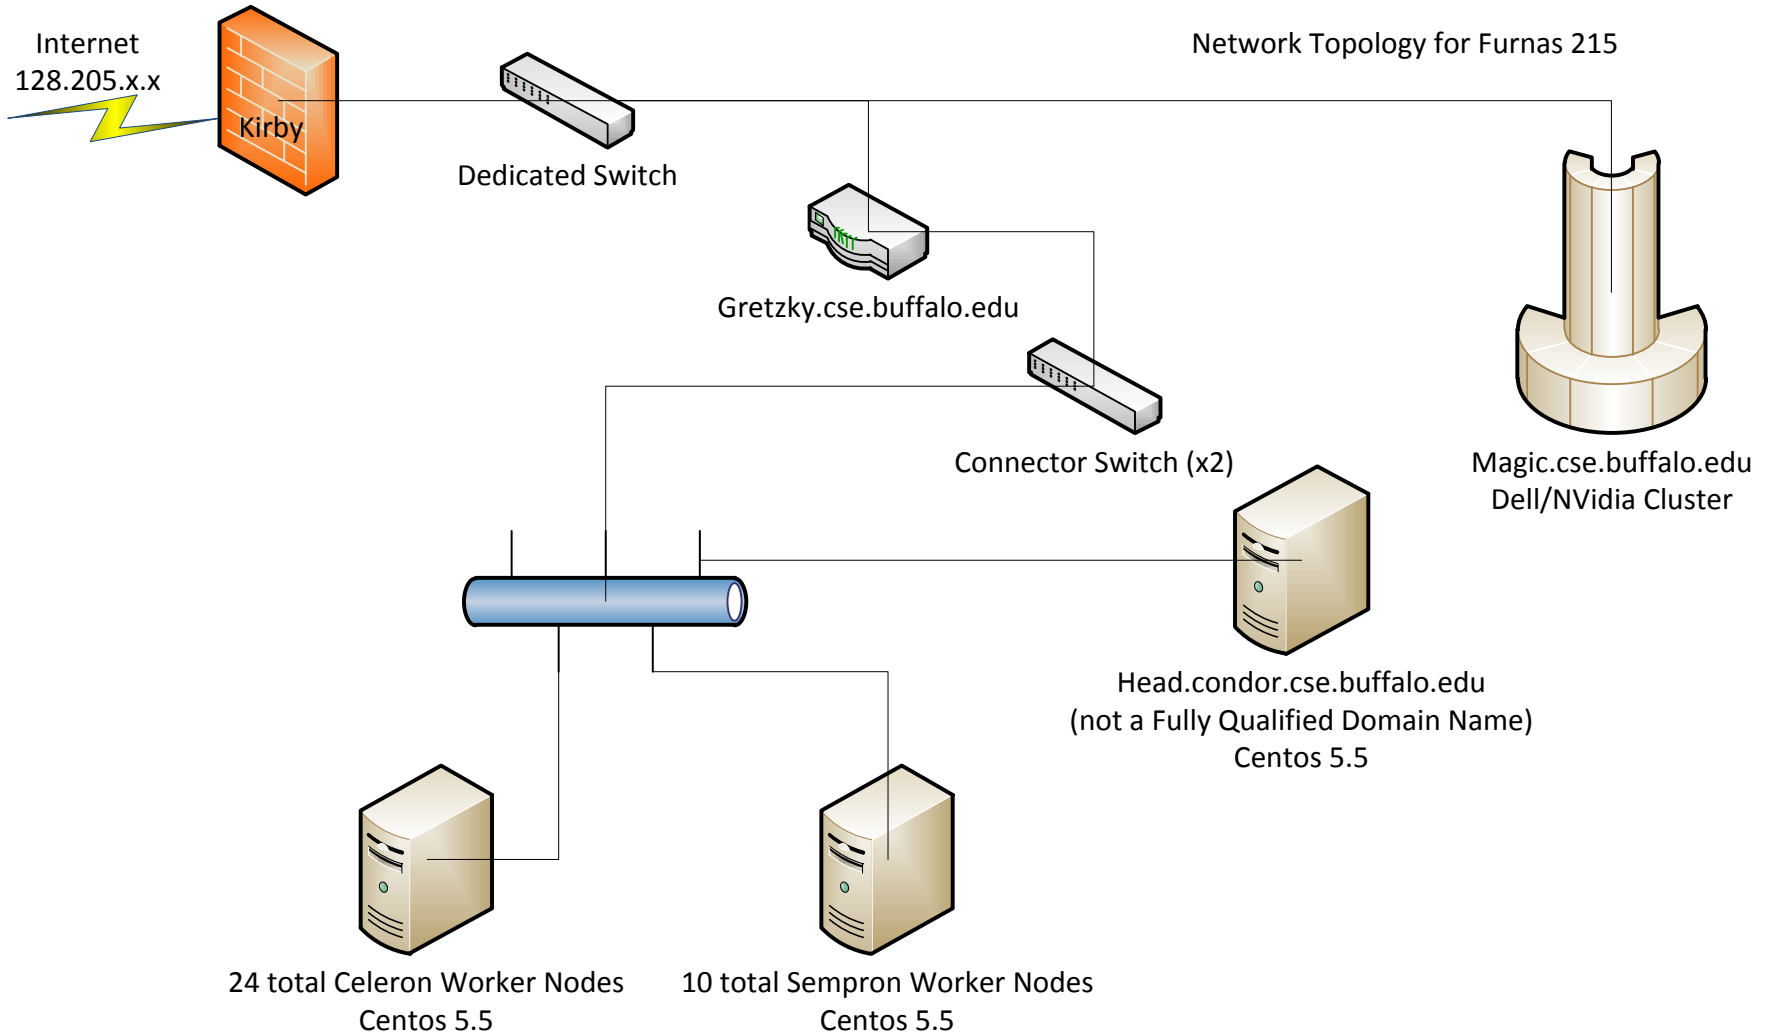 Internet
128.205.x.x
Network Topology for Furnas 215
Kirby
Dedicated Switch
Gretzky.cse.buffalo.edu
Connector Switch (x2)
Magic.cse.buffalo.edu
Dell/NVidia Cluster
Head.condor.cse.buffalo.edu
(not a Fully Qualified Domain Name)
Centos 5.5
24 total Celeron Worker Nodes
Centos 5.5
10 total Sempron Worker Nodes
Centos 5.5